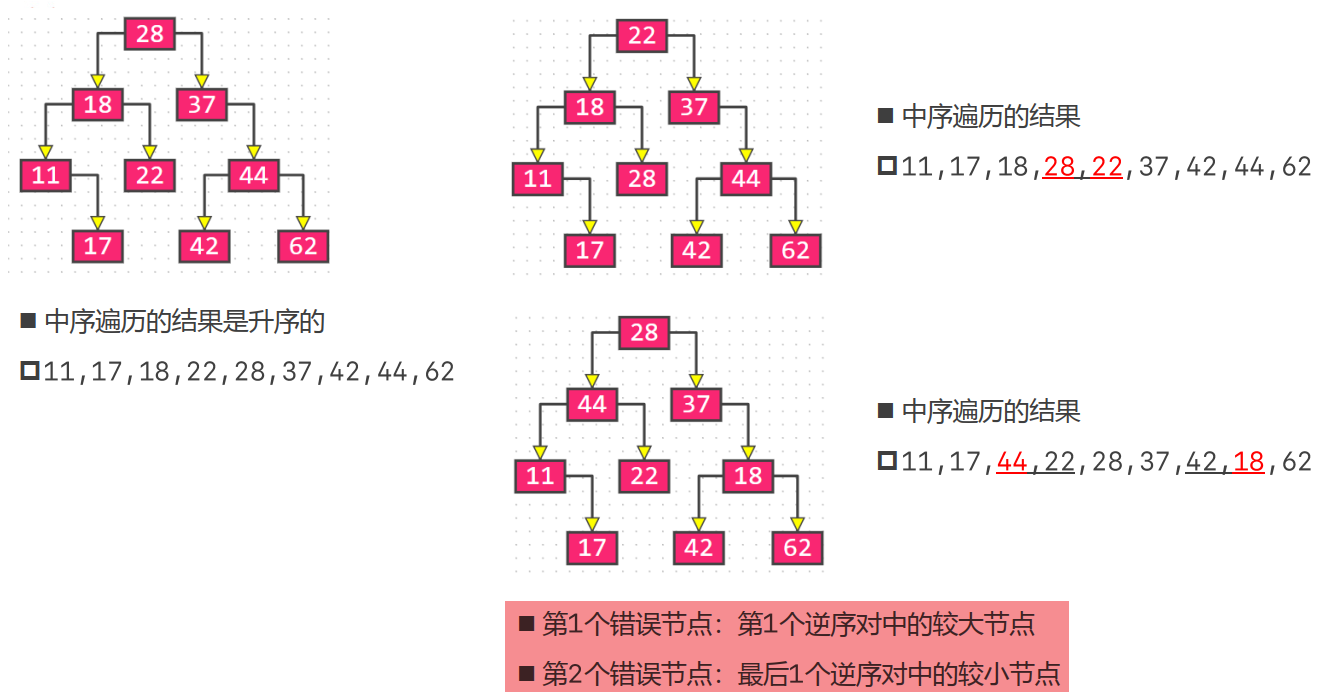 28
18 37
11 22 44
17 42 62
■ 中序遍历的结果是升序的
11,17,18,22,28,37,42,44,62
22
18 37
11 28 44
17 42 62
■ 中序遍历的结果
11,17,18,28,22,37,42,44,62
28
44 37
11 22 18
17 42 62
■ 中序遍历的结果
11,17,44,22,28,37,42,18,62
■ 第1个错误节点：第1个逆序对中的较大节点
■ 第2个错误节点：最后1个逆序对中的较小节点